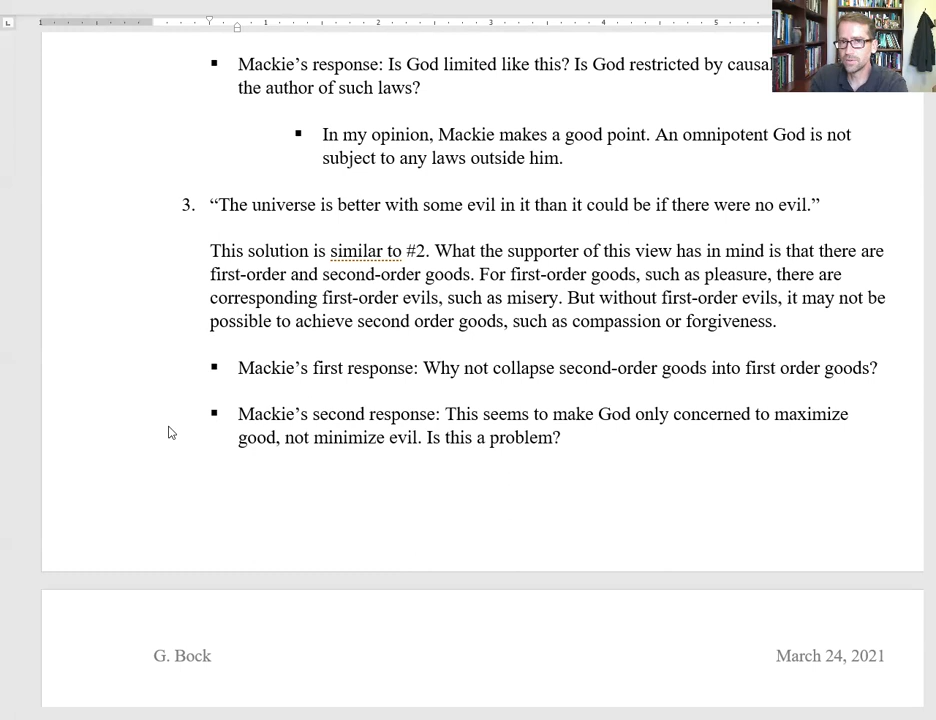 1 1 2 3 4 5
▪ Mackie’s response: Is God limited like this? Is God restricted by causal
the author of such laws?
▪ In my opinion, Mackie makes a good point. An omnipotent God is not
subject to any laws outside him.
3. “The universe is better with some evil in it than it could be if there were no evil.”
This solution is similar to #2. What the supporter of this view has in mind is that there are
first-order and second-order goods. For first-order goods, such as pleasure, there are
corresponding first-order evils, such as misery. But without first-order evils, it may not be
possible to achieve second order goods, such as compassion or forgiveness.
▪ Mackie’s first response: Why not collapse second-order goods into first order goods?
▪ Mackie’s second response: This seems to make God only concerned to maximize
good, not minimize evil. Is this a problem?
G. Bock March 24, 2021